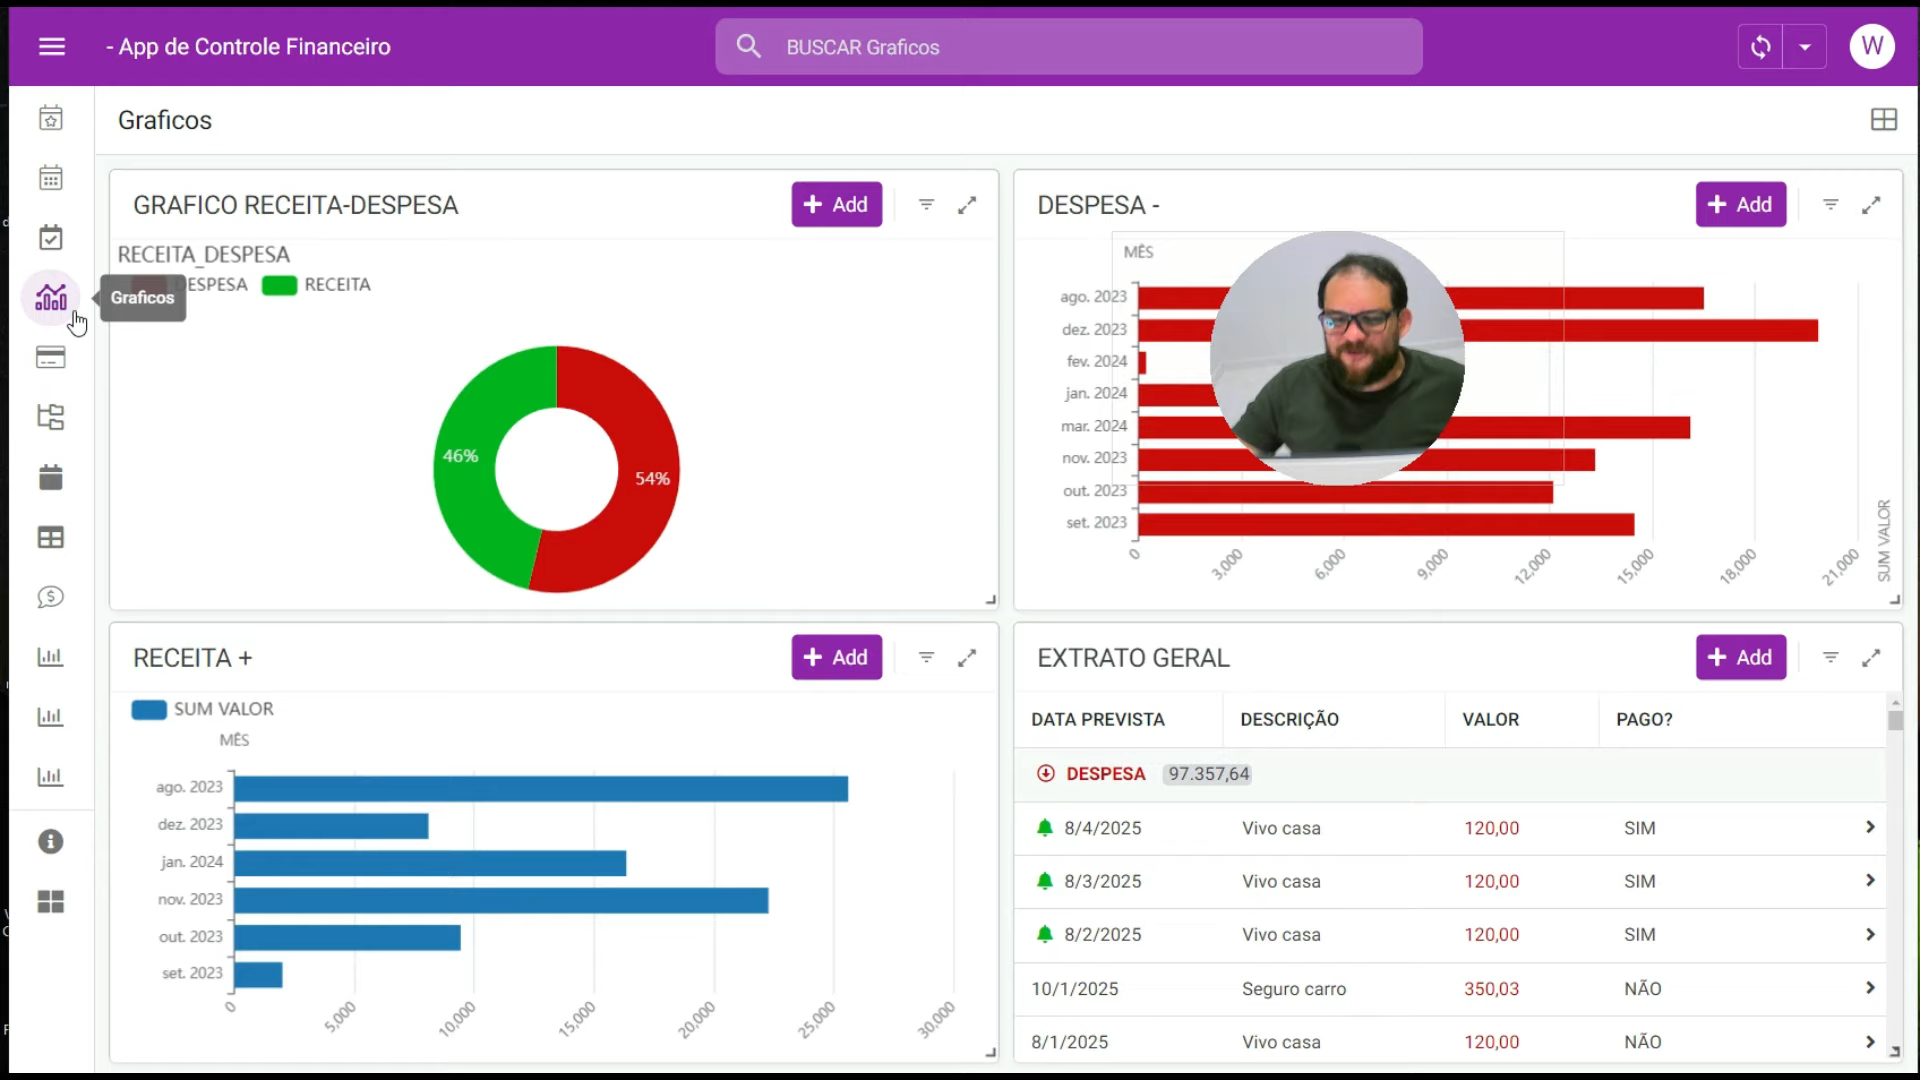 - App de Controle Financeiro
BUSCAR Graficos
W
Graficos
Graficos
GRAFICO RECEITA-DESPESA
+ Add
RECEITA_DESPESA
ESPESA
RECEITA
46%
54%
DESPESA -
+ Add
MÊS
ago. 2023
dez. 2023
fev. 2024
jan. 2024
mar. 2024
nov. 2023
out. 2023
set. 2023
0
3,000
6,000
9,000
12,000
15,000
18,000
21,000
SUM VALOR
RECEITA +
+ Add
SUM VALOR
MÊS
ago. 2023
dez. 2023
jan. 2024
nov. 2023
out. 2023
set. 2023
0
5,000
10,000
15,000
20,000
25,000
30,000
EXTRATO GERAL
+ Add
DATA PREVISTA DESCRIÇÃO VALOR PAGO?
DESPESA 97.357,64
8/4/2025 Vivo casa 120,00 SIM
8/3/2025 Vivo casa 120,00 SIM
8/2/2025 Vivo casa 120,00 SIM
10/1/2025 Seguro carro 350,03 NÃO
8/1/2025 Vivo casa 120,00 NÃO